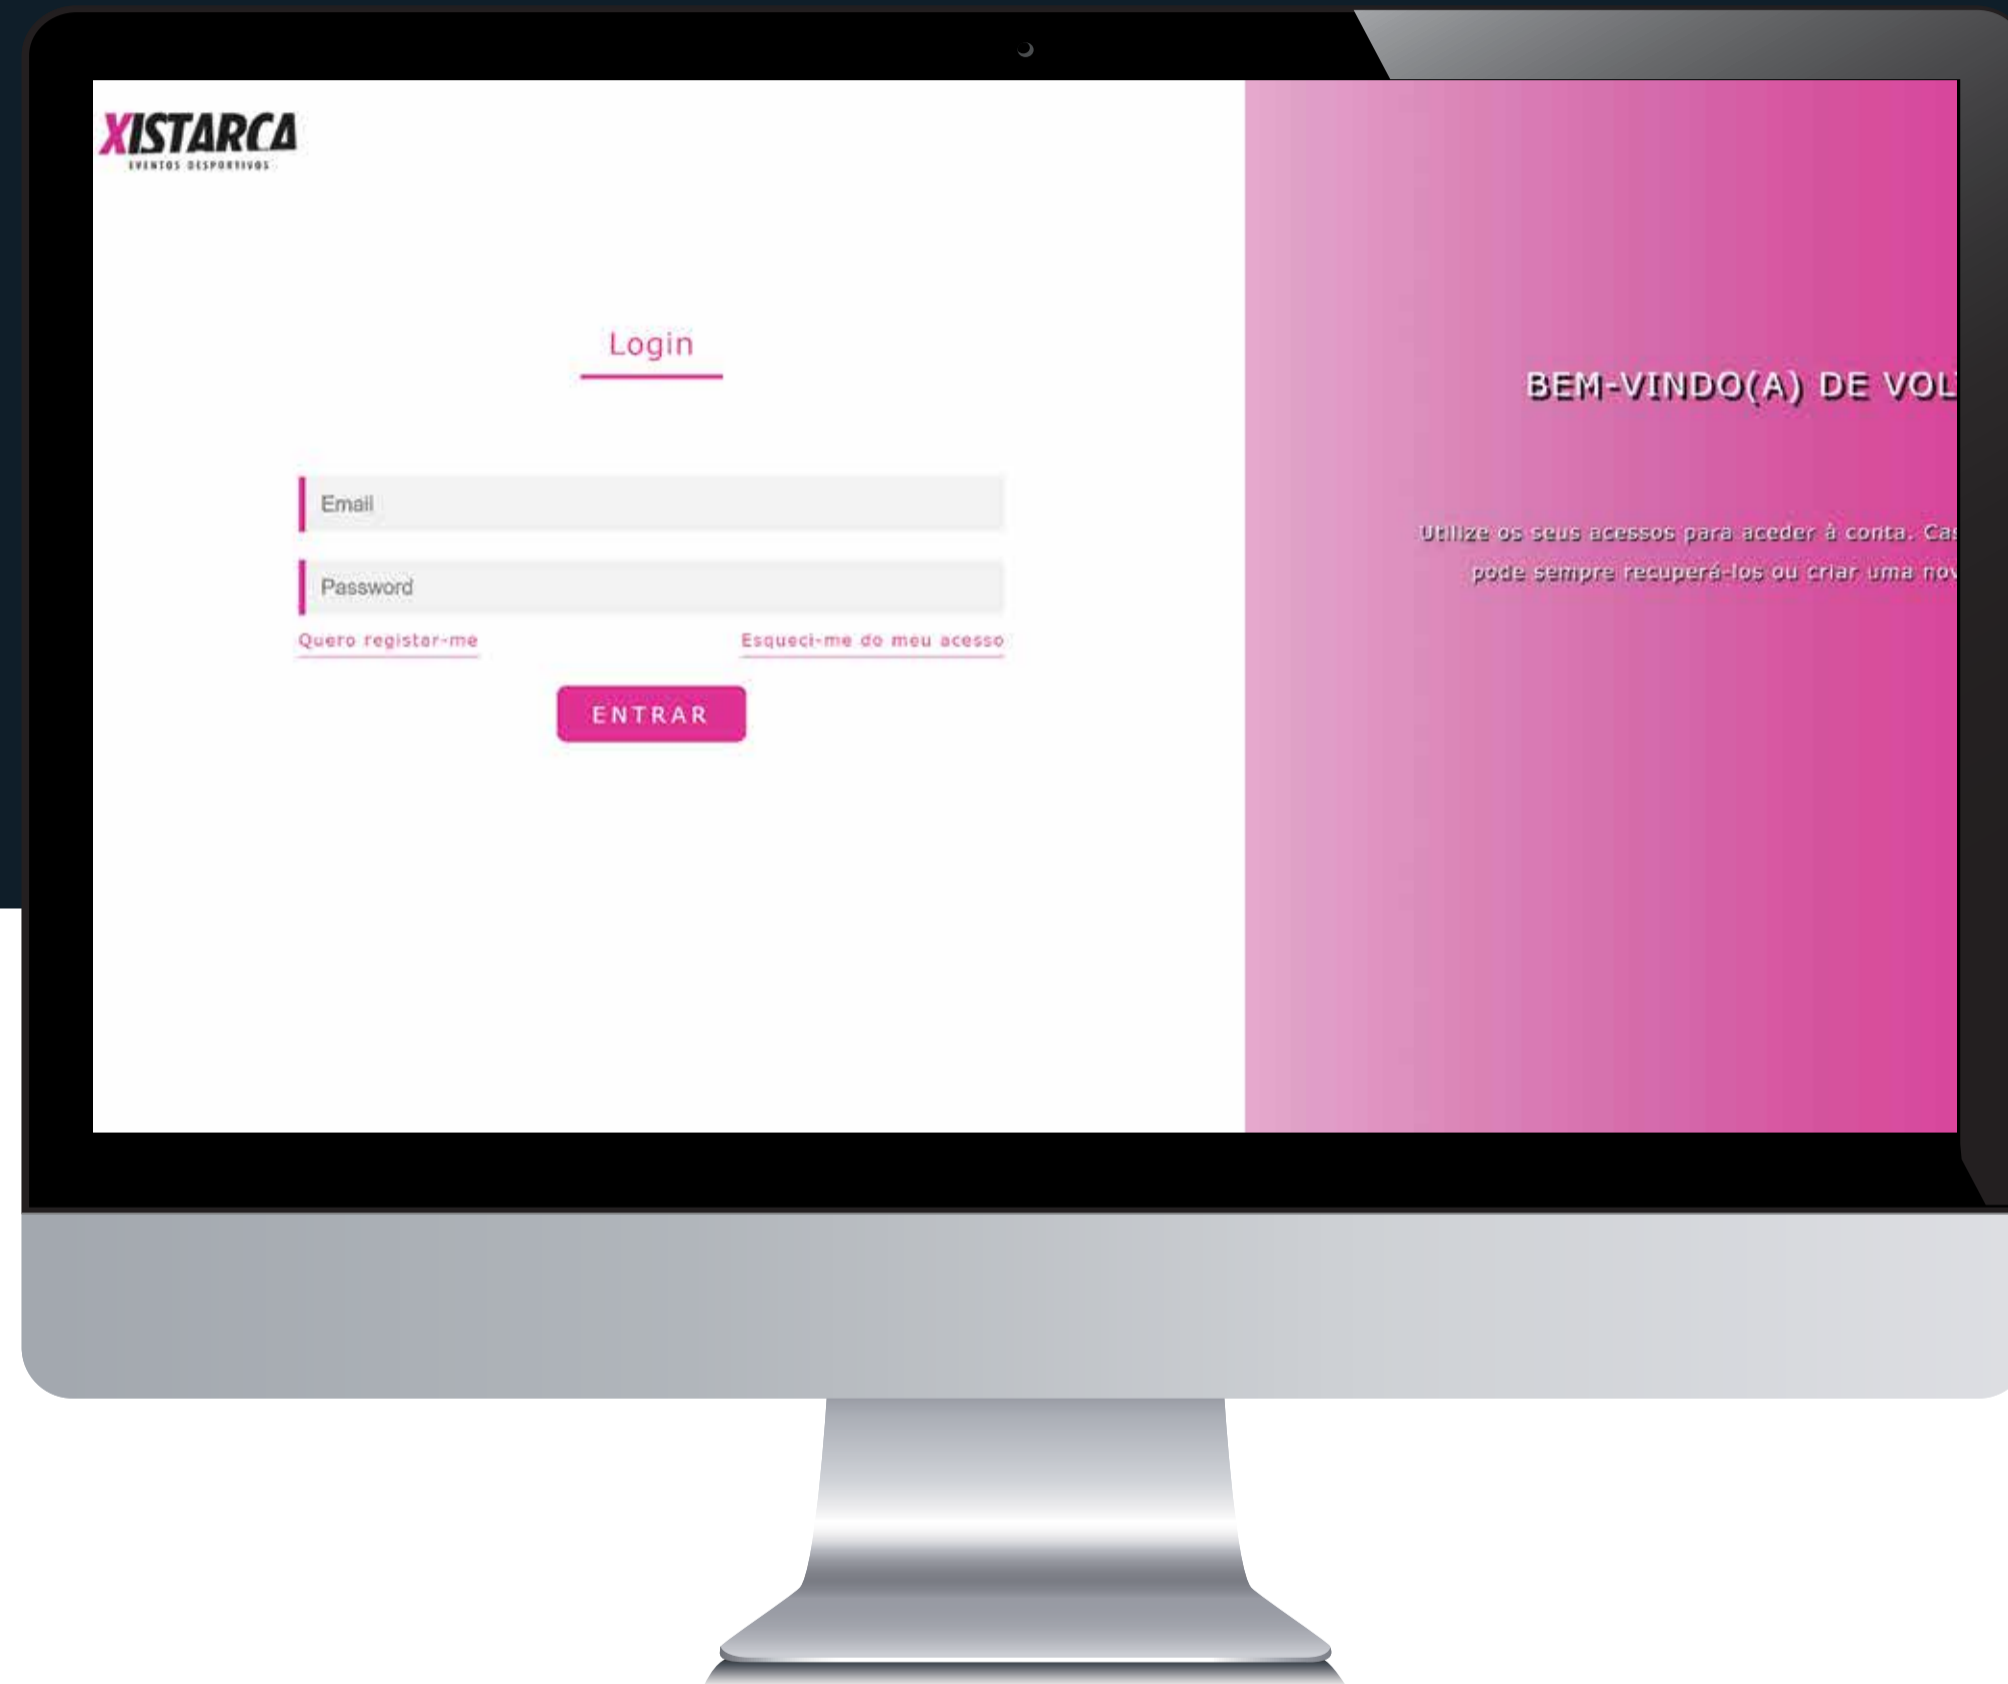 XISTARCA
EVENTOS DESPORTIVOS
Login
Email
Password
Quero registar-me
Esqueci-me do meu acesso
ENTRAR
BEM-VINDO(A) DE
Utilize os seus acessos para aceder à conta.
pode sempre recuperá-los ou criar uma